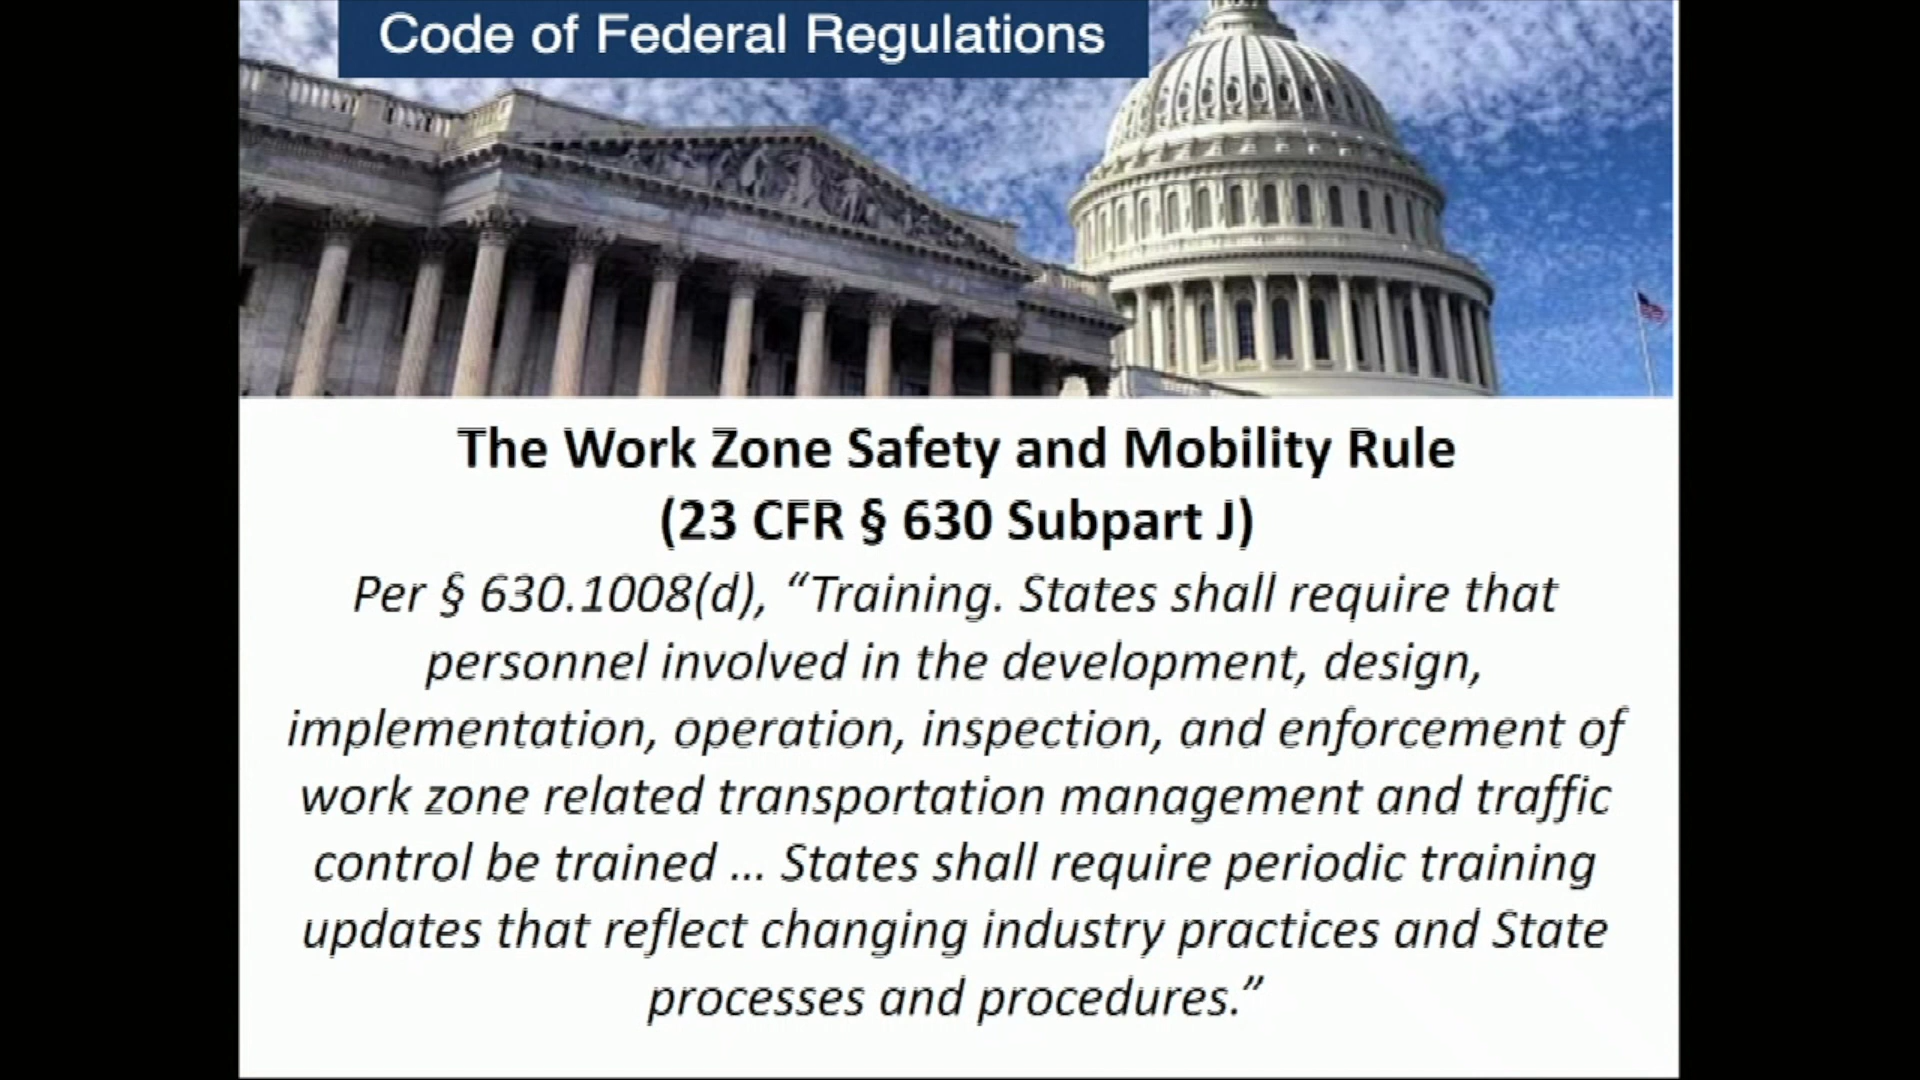 Code of Federal Regulations
The Work Zone Safety and Mobility Rule
(23 CFR § 630 Subpart J)
Per § 630.1008(d), “Training. States shall require that
personnel involved in the development, design,
implementation, operation, inspection, and enforcement of
work zone related transportation management and traffic
control be trained ... States shall require periodic training
updates that reflect changing industry practices and State
processes and procedures.”